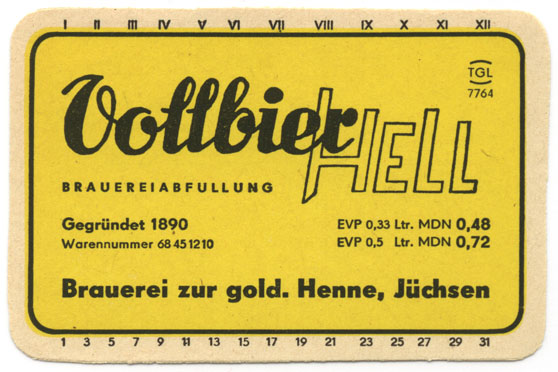 I II III IV V VI VII VIII IX X XI XII
TGL
7764
Vollbier HELL
BRAUEREIABFULLUNG
Gegründet 1890
EVP 0,33 Ltr. MDN 0,48
Warennummer 68 45 12 10
EVP 0,5 Ltr. MDN 0,72
Brauerei zur gold. Henne, Jüchsen
1 3 5 7 9 11 13 15 17 19 21 23 25 27 29 31